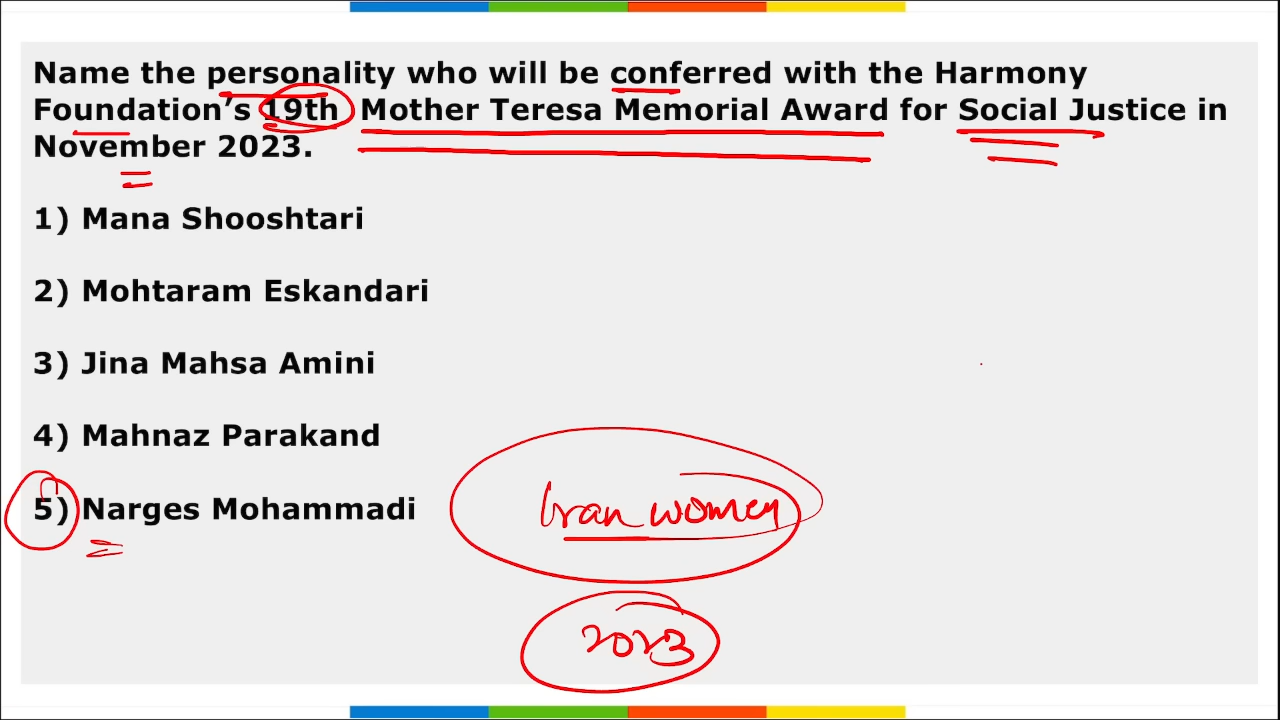 Name the personality who will be conferred with the Harmony
Foundation’s 19th Mother Teresa Memorial Award for Social Justice in
November 2023.
1) Mana Shooshtari
2) Mohtaram Eskandari
3) Jina Mahsa Amini
4) Mahnaz Parakand
5) Narges Mohammadi
Iran women
2023